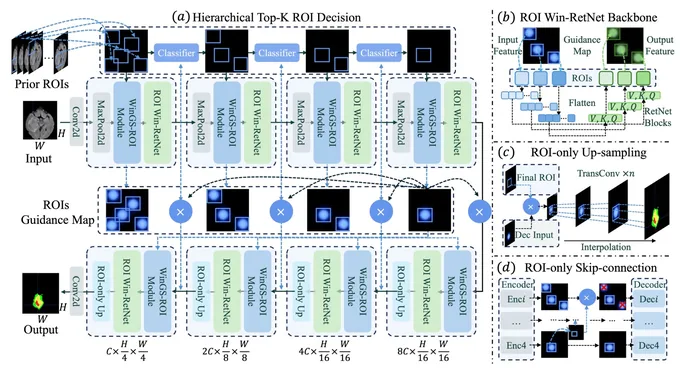 (a) Hierarchical Top-K ROI Decision
Prior ROIs
Classifier
Classifier
Classifier
Input
H
W
Conv2d
MaxPool2d
WinGS-ROI Module
ROI Win-RetNet
MaxPool2d
WinGS-ROI Module
ROI Win-RetNet
MaxPool2d
WinGS-ROI Module
ROI Win-RetNet
MaxPool2d
WinGS-ROI Module
ROI Win-RetNet
ROIs
Guidance Map
×
×
×
×
Output
H
W
Conv2d
ROI-only Up
ROI Win-RetNet
WinGS-ROI Module
ROI-only Up
ROI Win-RetNet
WinGS-ROI Module
ROI-only Up
ROI Win-RetNet
WinGS-ROI Module
ROI-only Up
ROI Win-RetNet
WinGS-ROI Module
C × H/4 × W/4
2C × H/8 × W/8
4C × H/16 × W/16
8C × H/16 × W/16
(b) ROI Win-RetNet Backbone
Input Feature
Guidance Map
Output Feature
ROIs
Flatten
V, K, Q
V, K, Q
V, K, Q
RetNet Blocks
(c) ROI-only Up-sampling
Final ROI
TransConv ×n
×
Dec Input
Interpolation
(d) ROI-only Skip-connection
Encoder
Decoder
Enci
×
Deci
...
...
...
Enc4
Dec4